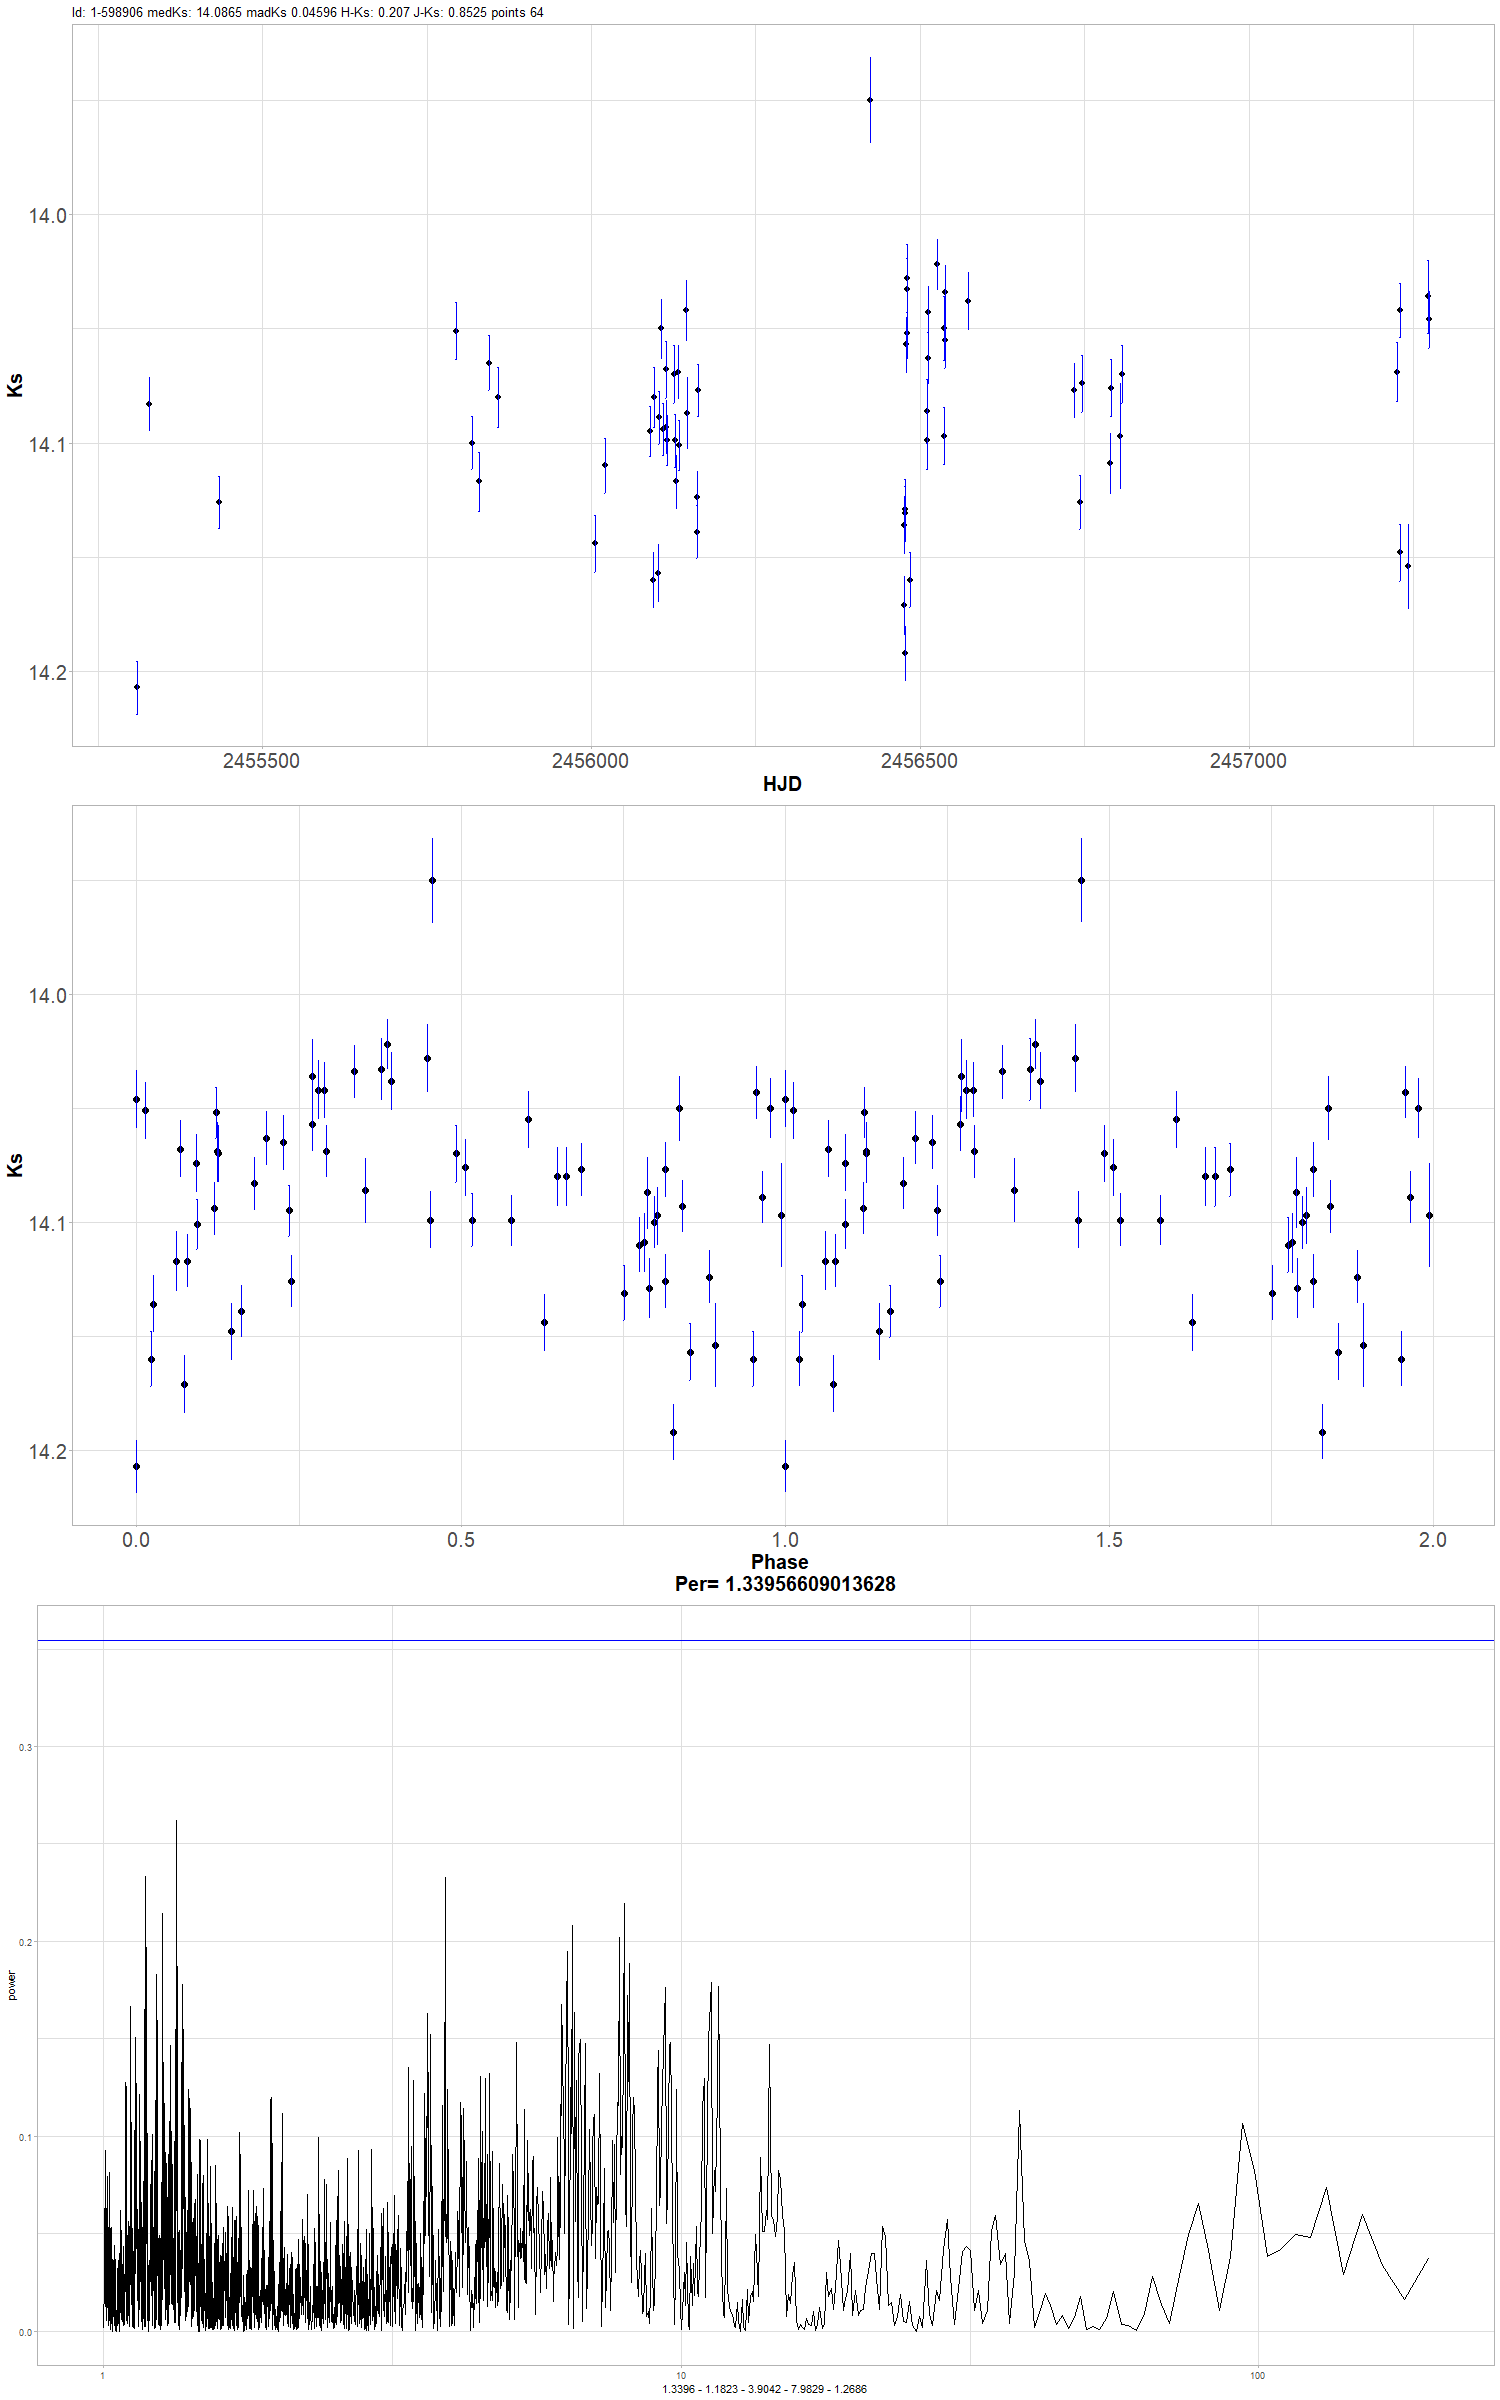 Id: 1-598906 medKs: 14.0865 madKs 0.04596 H-Ks: 0.207 J-Ks: 0.8525 points 64
14.0
14.1
14.2
Ks
2455500 2456000 2456500 2457000
HJD
14.0
14.1
14.2
Ks
0.0 0.5 1.0 1.5 2.0
Phase
Per= 1.33956609013628
0.3
0.2
0.1
0.0
power
1 10 100
1.3396 - 1.1823 - 3.9042 - 7.9829 - 1.2686